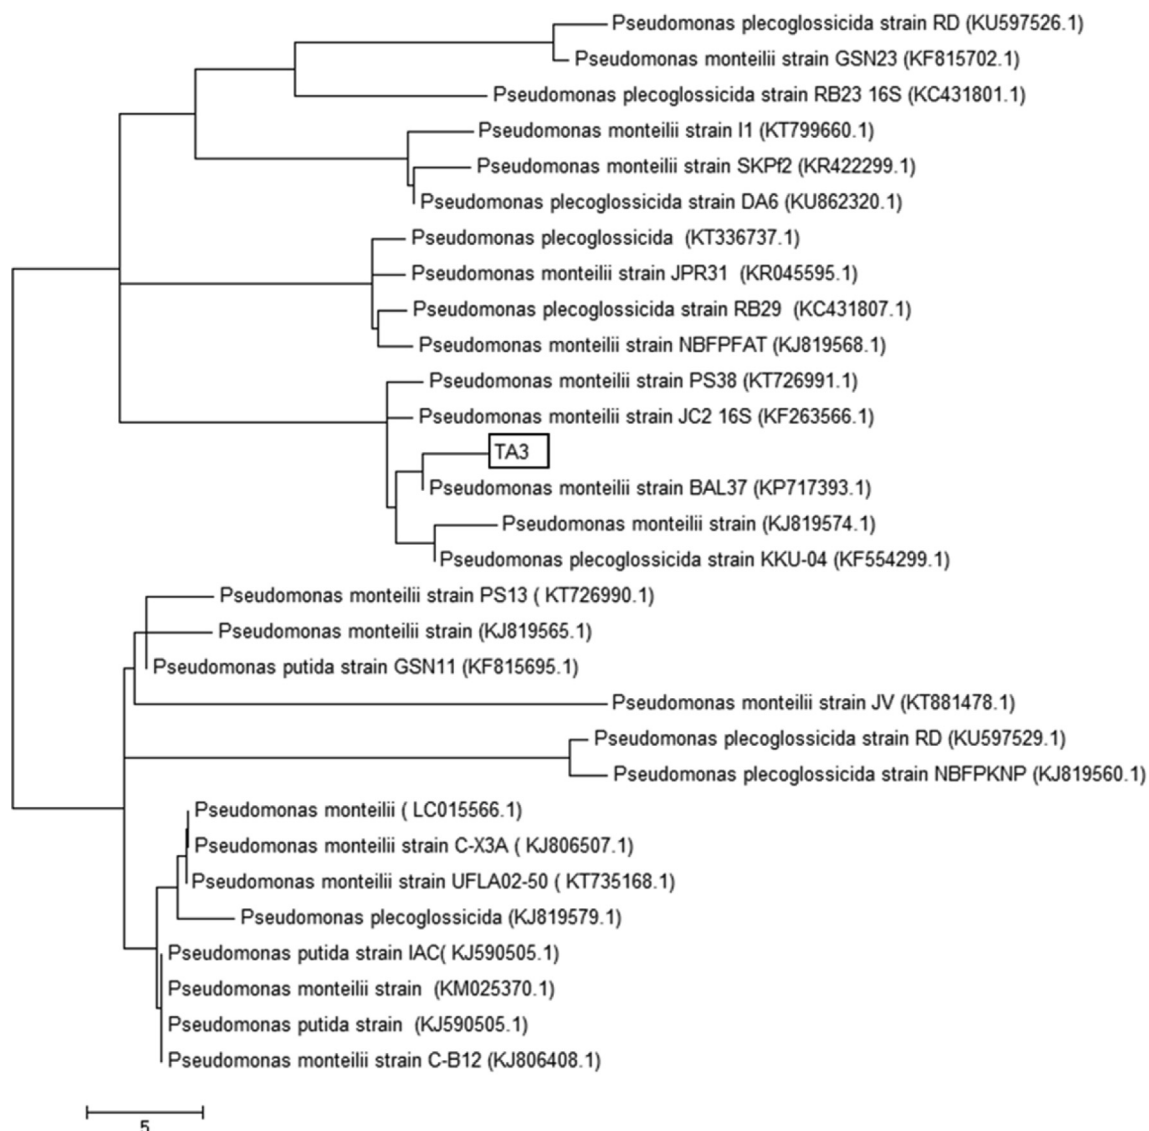 Pseudomonas plecoglossicida strain RD (KU597526.1)
Pseudomonas monteilii strain GSN23 (KF815702.1)
Pseudomonas plecoglossicida strain RB23 16S (KC431801.1)
Pseudomonas monteilii strain I1 (KT799660.1)
Pseudomonas monteilii strain SKPf2 (KR422299.1)
Pseudomonas plecoglossicida strain DA6 (KU862320.1)
Pseudomonas plecoglossicida (KT336737.1)
Pseudomonas monteilii strain JPR31 (KR045595.1)
Pseudomonas plecoglossicida strain RB29 (KC431807.1)
Pseudomonas monteilii strain NBFPFAT (KJ819568.1)
Pseudomonas monteilii strain PS38 (KT726991.1)
Pseudomonas monteilii strain JC2 16S (KF263566.1)
TA3
Pseudomonas monteilii strain BAL37 (KP717393.1)
Pseudomonas monteilii strain (KJ819574.1)
Pseudomonas plecoglossicida strain KKU-04 (KF554299.1)
Pseudomonas monteilii strain PS13 ( KT726990.1)
Pseudomonas monteilii strain (KJ819565.1)
Pseudomonas putida strain GSN11 (KF815695.1)
Pseudomonas monteilii strain JV (KT881478.1)
Pseudomonas plecoglossicida strain RD (KU597529.1)
Pseudomonas plecoglossicida strain NBFPKNP (KJ819560.1)
Pseudomonas monteilii ( LC015566.1)
Pseudomonas monteilii strain C-X3A ( KJ806507.1)
Pseudomonas monteilii strain UFLA02-50 ( KT735168.1)
Pseudomonas plecoglossicida (KJ819579.1)
Pseudomonas putida strain IAC( KJ590505.1)
Pseudomonas monteilii strain (KM025370.1)
Pseudomonas putida strain (KJ590505.1)
Pseudomonas monteilii strain C-B12 (KJ806408.1)
5